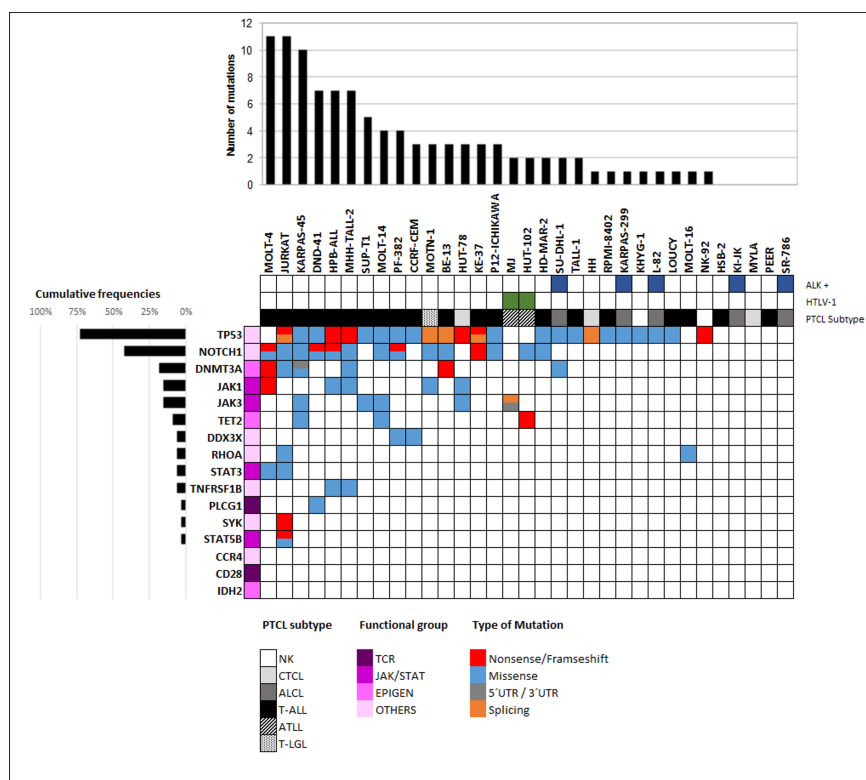 12
10
8
6
4
2
0
Number of mutations
MOLT-4
JURKAT
KARPAS-45
DND-41
HPB-ALL
MHH-TALL-2
SUP-T1
MOLT-14
PF-382
CCRF-CEM
MOTN-1
BE-13
HUT-78
KE-37
P12-ICHIKAWA
MJ
HUT-102
HD-MAR-2
SU-DHL-1
TALL-1
HH
RPMI-8402
KARPAS-299
KHYG-1
L-82
LOUCY
MOLT-16
NK-92
HSB-2
KI-JK
MYLA
PEER
SR-786
ALK +
HTLV-1
PTCL Subtype
Cumulative frequencies
100% 75% 50% 25% 0%
TP53
NOTCH1
DNMT3A
JAK1
JAK3
TET2
DDX3X
RHOA
STAT3
TNFRSF1B
PLCG1
SYK
STAT5B
CCR4
CD28
IDH2
PTCL subtype
NK
CTCL
ALCL
T-ALL
ATLL
T-LGL
Functional group
TCR
JAK/STAT
EPIGEN
OTHERS
Type of Mutation
Nonsense/Framseshift
Missense
5´UTR / 3´UTR
Splicing